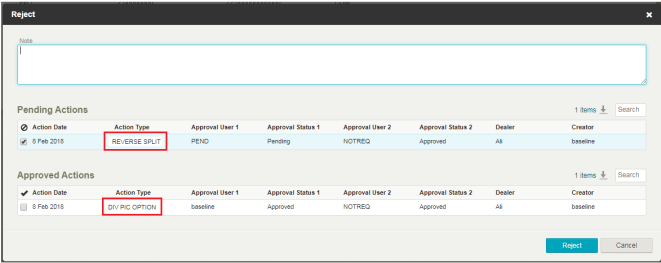 Reject
Note
Pending Actions 1 items Search
Action Date Action Type Approval User 1 Approval Status 1 Approval User 2 Approval Status 2 Dealer Creator
8 Feb 2018 REVERSE SPLIT PEND Pending NOTREQ Approved Ali baseline
Approved Actions 1 items Search
Action Date Action Type Approval User 1 Approval Status 1 Approval User 2 Approval Status 2 Dealer Creator
8 Feb 2018 DIV PIC OPTION baseline Approved NOTREQ Approved Ali baseline
Reject Cancel